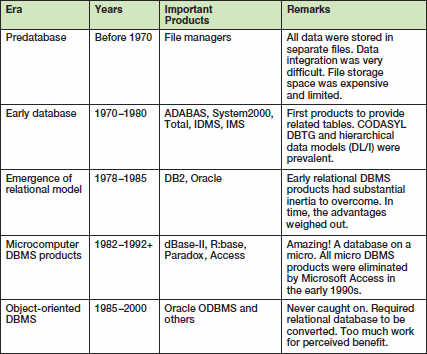 Era Years Important
Products Remarks
Predatabase Before 1970 File managers All data were stored in
separate files. Data
integration was very
difficult. File storage
space was expensive
and limited.
Early database 1970–1980 ADABAS, System2000,
Total, IDMS, IMS
First products to provide
related tables. CODASYL
DBTG and hierarchical
data models (DL/I) were
prevalent.
Emergence of
relational model
1978–1985 DB2, Oracle Early relational DBMS
products had substantial
inertia to overcome. In
time, the advantages
weighed out.
Microcomputer
DBMS products
1982–1992+ dBase-II, R:base,
Paradox, Access
Amazing! A database on a
micro. All micro DBMS
products were eliminated
by Microsoft Access in
the early 1990s.
Object-oriented
DBMS
1985–2000 Oracle ODBMS and
others
Never caught on. Required
relational database to be
converted. Too much work
for perceived benefit.